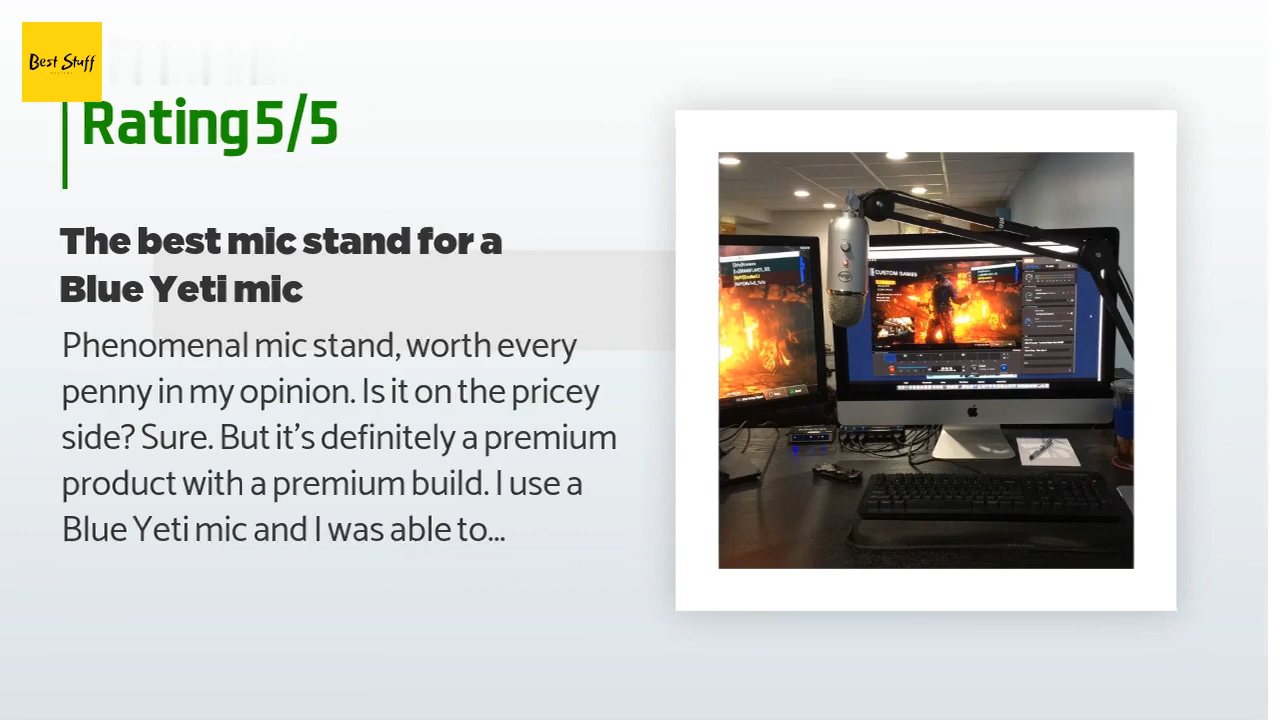 Best Stuff
Rating 5/5
The best mic stand for a
Blue Yeti mic
Phenomenal mic stand, worth every
penny in my opinion. Is it on the pricey
side? Sure. But it's definitely a premium
product with a premium build. I use a
Blue Yeti mic and I was able to...
CUSTOM GAMES